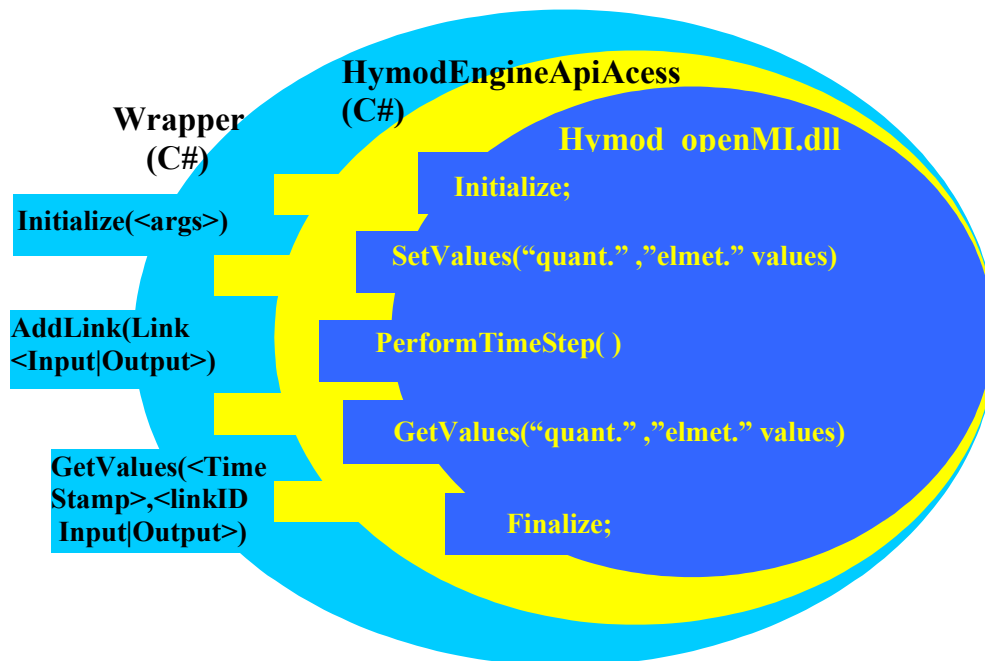 HymodEngineApiAcess
(C#)
Wrapper
(C#)
Hymod_openMI.dll
Initialize;
Initialize(<args>)
SetValues(“quant.” ,”elmet.” values)
AddLink(Link
<Input|Output>)
PerformTimeStep( )
GetValues(“quant.” ,”elmet.” values)
GetValues(<Time
Stamp>,<linkID
Input|Output>)
Finalize;